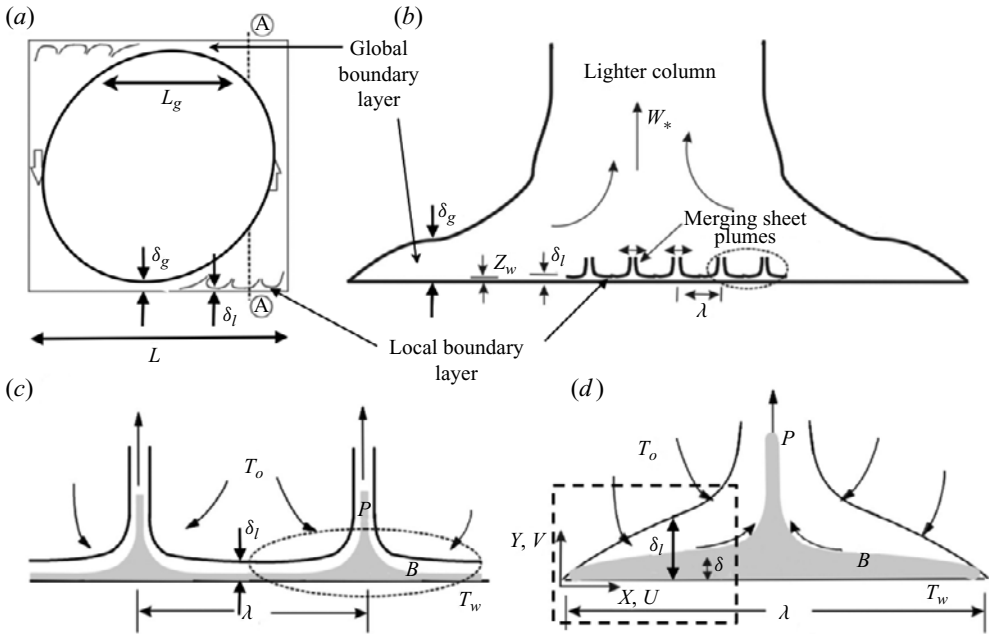 (a)
A
Global
boundary
layer
L_g
δ_g
δ_l
A
L
(b)
Lighter column
W_*
δ_g
Merging sheet
plumes
Z_w
δ_l
λ
Local boundary
layer
(c)
T_o
P
δ_l
B
T_w
λ
(d)
P
T_o
Y, V
δ_l
δ
B
X, U
T_w
λ